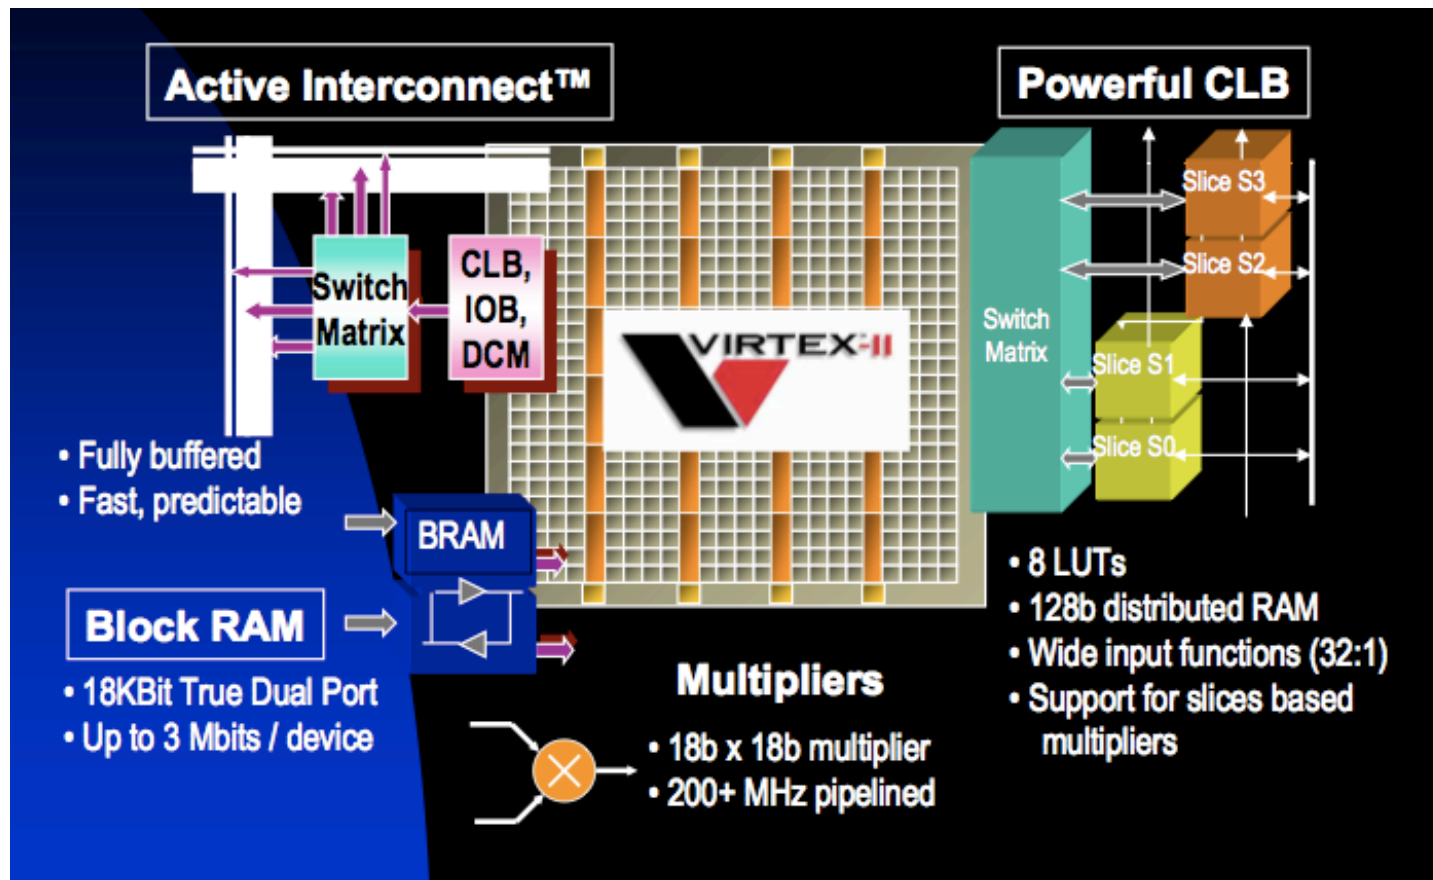 Active Interconnect™
Powerful CLB
Switch
Matrix
CLB,
IOB,
DCM
VIRTEX-II
Switch
Matrix
Slice S3
Slice S2
Slice S1
Slice S0
• Fully buffered
• Fast, predictable
BRAM
Block RAM
• 18KBit True Dual Port
• Up to 3 Mbits / device
Multipliers
• 18b x 18b multiplier
• 200+ MHz pipelined
• 8 LUTs
• 128b distributed RAM
• Wide input functions (32:1)
• Support for slices based
multipliers